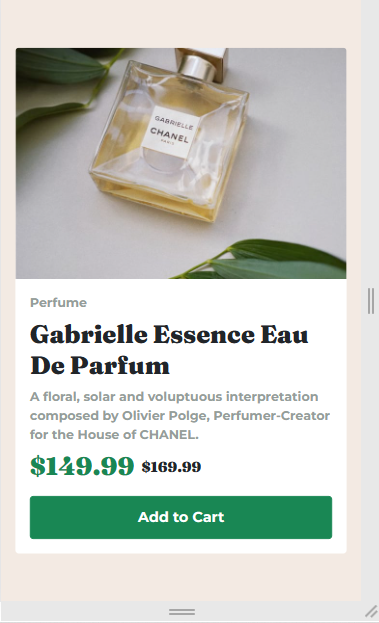 GABRIELLE
CHANEL
PARIS
Perfume
Gabrielle Essence Eau
De Parfum
A floral, solar and voluptuous interpretation
composed by Olivier Polge, Perfumer-Creator
for the House of CHANEL.
$149.99 $169.99
Add to Cart